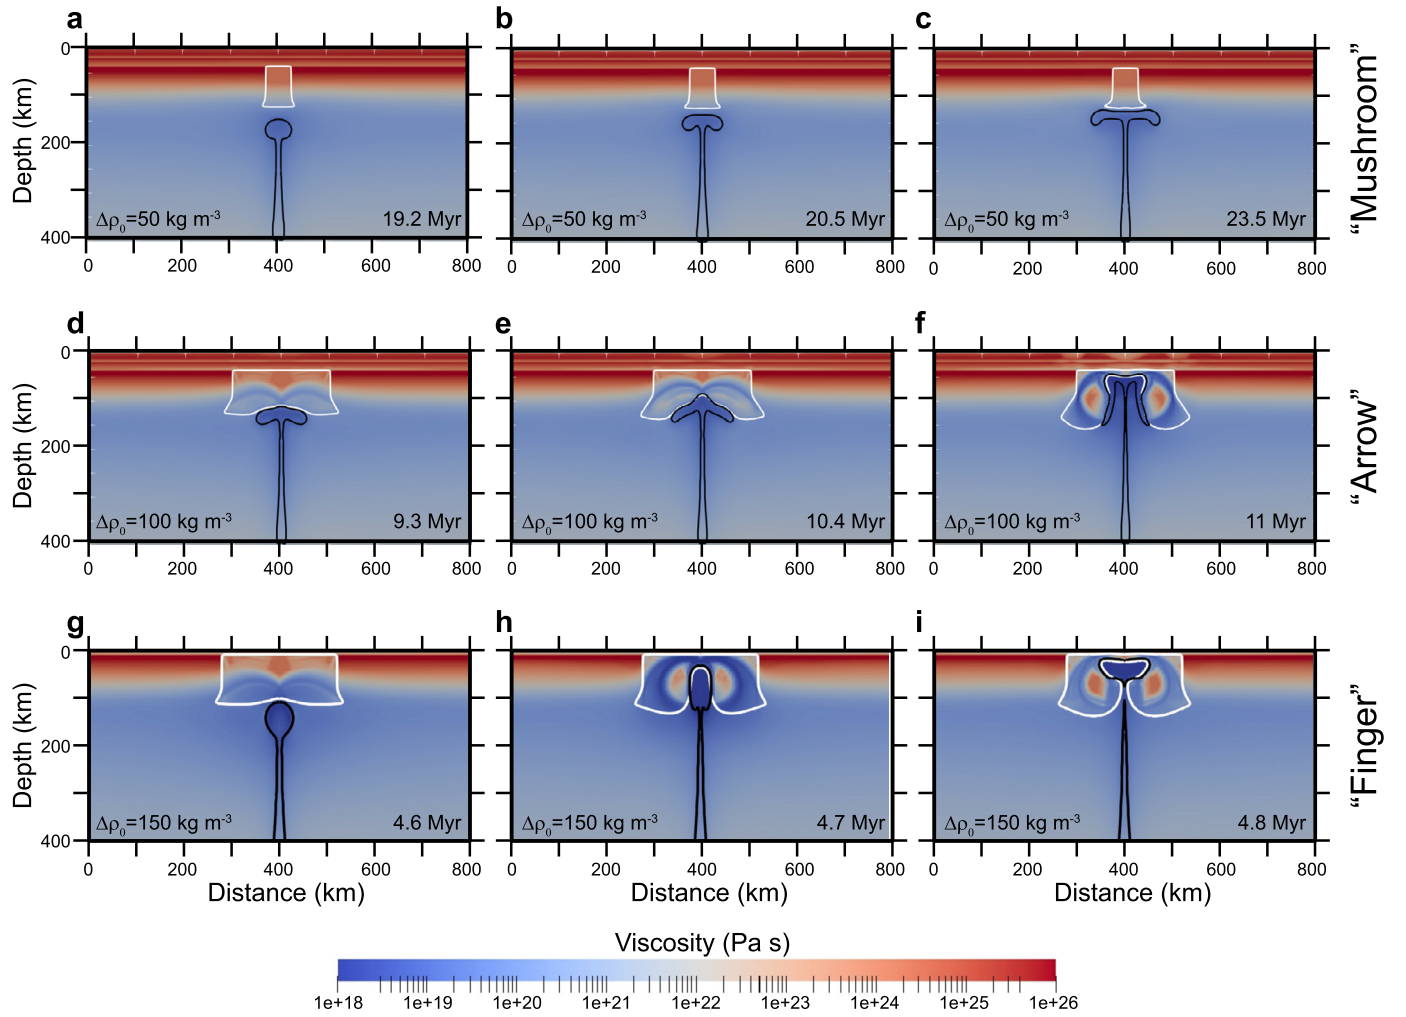 a
b
c
0
200
400
Depth (km)
Δρ₀=50 kg m⁻³
19.2 Myr
Δρ₀=50 kg m⁻³
20.5 Myr
Δρ₀=50 kg m⁻³
23.5 Myr
“Mushroom”
0 200 400 600 800
0 200 400 600 800
0 200 400 600 800
d
e
f
0
200
400
Depth (km)
Δρ₀=100 kg m⁻³
9.3 Myr
Δρ₀=100 kg m⁻³
10.4 Myr
Δρ₀=100 kg m⁻³
11 Myr
“Arrow”
0 200 400 600 800
0 200 400 600 800
0 200 400 600 800
g
h
i
0
200
400
Depth (km)
Δρ₀=150 kg m⁻³
4.6 Myr
Δρ₀=150 kg m⁻³
4.7 Myr
Δρ₀=150 kg m⁻³
4.8 Myr
“Finger”
0 200 400 600 800
0 200 400 600 800
0 200 400 600 800
Distance (km)
Distance (km)
Distance (km)
Viscosity (Pa s)
1e+18 1e+19 1e+20 1e+21 1e+22 1e+23 1e+24 1e+25 1e+26